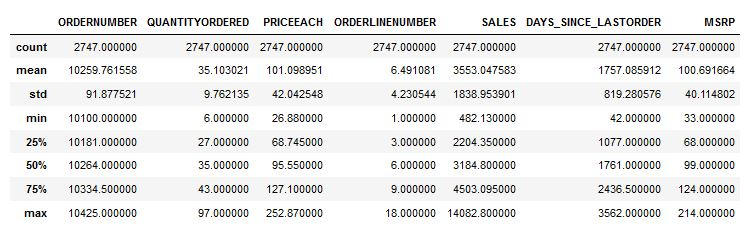 ORDERNUMBER QUANTITYORDERED PRICEEACH ORDERLINENUMBER SALES DAYS_SINCE_LASTORDER MSRP
count 2747.000000 2747.000000 2747.000000 2747.000000 2747.000000 2747.000000 2747.000000
mean 10259.761558 35.103021 101.098951 6.491081 3553.047583 1757.085912 100.691664
std 91.877521 9.762135 42.042548 4.230544 1838.953901 819.280576 40.114802
min 10100.000000 6.000000 26.880000 1.000000 482.130000 42.000000 33.000000
25% 10181.000000 27.000000 68.745000 3.000000 2204.350000 1077.000000 68.000000
50% 10264.000000 35.000000 95.550000 6.000000 3184.800000 1761.000000 99.000000
75% 10334.500000 43.000000 127.100000 9.000000 4503.095000 2436.500000 124.000000
max 10425.000000 97.000000 252.870000 18.000000 14082.800000 3562.000000 214.000000